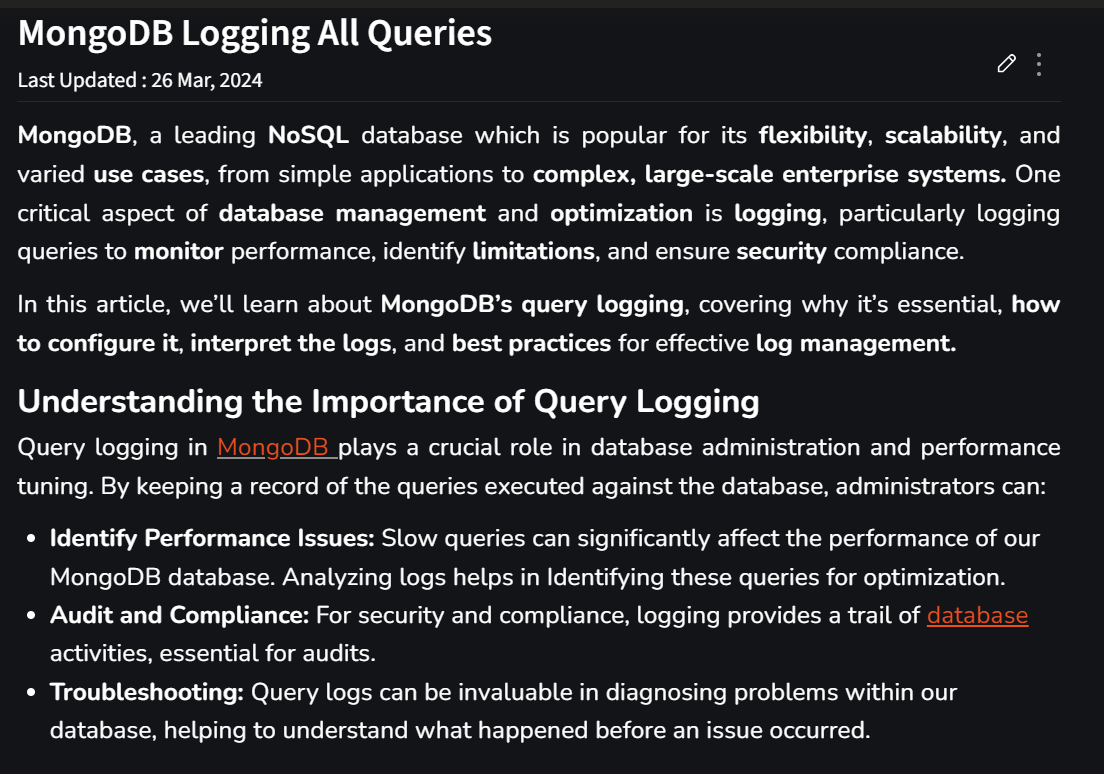 MongoDB Logging All Queries
Last Updated : 26 Mar, 2024
MongoDB, a leading NoSQL database which is popular for its flexibility, scalability, and
varied use cases, from simple applications to complex, large-scale enterprise systems. One
critical aspect of database management and optimization is logging, particularly logging
queries to monitor performance, identify limitations, and ensure security compliance.
In this article, we’ll learn about MongoDB’s query logging, covering why it’s essential, how
to configure it, interpret the logs, and best practices for effective log management.
Understanding the Importance of Query Logging
Query logging in MongoDB plays a crucial role in database administration and performance
tuning. By keeping a record of the queries executed against the database, administrators can:
• Identify Performance Issues: Slow queries can significantly affect the performance of our
MongoDB database. Analyzing logs helps in Identifying these queries for optimization.
• Audit and Compliance: For security and compliance, logging provides a trail of database
activities, essential for audits.
• Troubleshooting: Query logs can be invaluable in diagnosing problems within our
database, helping to understand what happened before an issue occurred.